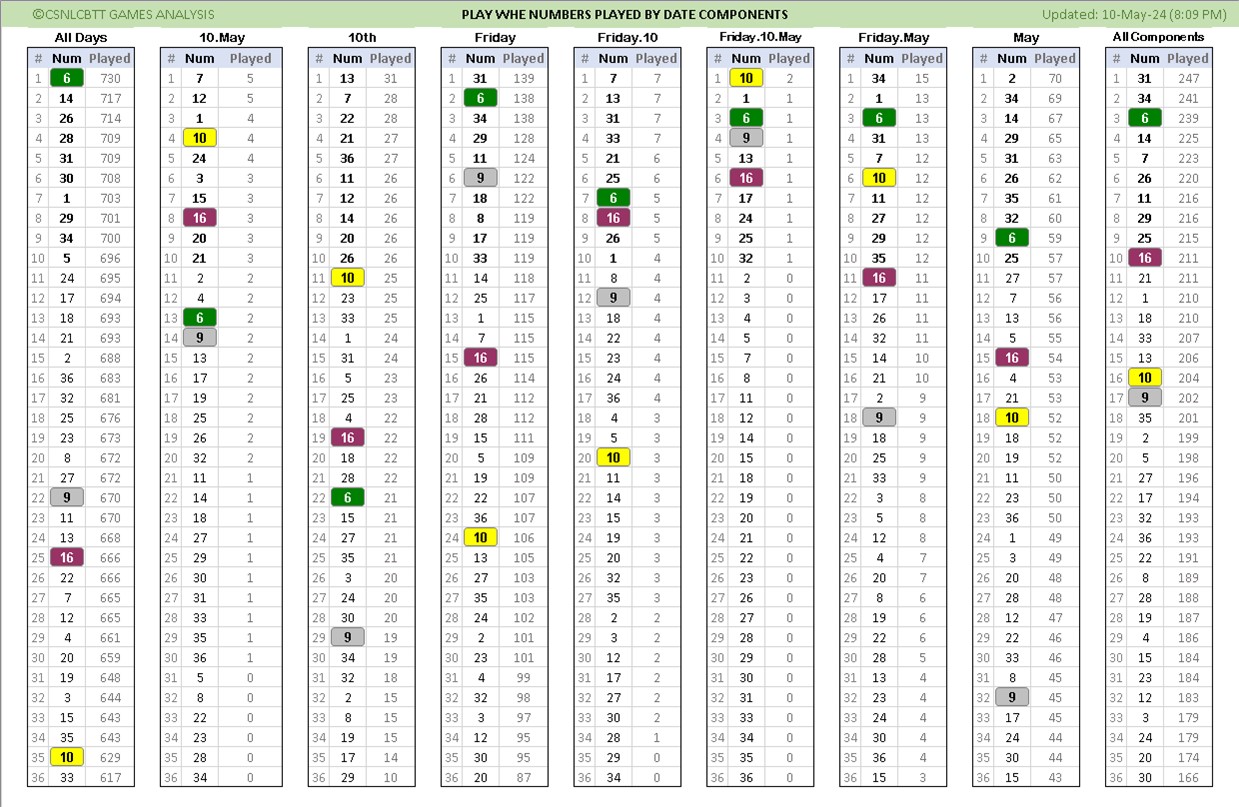 ©CSNLCBTT GAMES ANALYSIS PLAY WHE NUMBERS PLAYED BY DATE COMPONENTS Updated: 10-May-24 (8:09 PM)
All Days 10.May 10th Friday Friday.10 Friday.10.May Friday.May May All Components
# Num Played # Num Played # Num Played # Num Played # Num Played # Num Played # Num Played # Num Played # Num Played
1 6 730 1 7 5 1 13 31 1 31 139 1 7 7 1 10 2 1 34 15 1 2 70 1 31 247
2 14 717 2 12 5 2 7 28 2 6 138 2 13 7 2 1 1 2 1 13 2 34 69 2 34 241
3 26 714 3 1 4 3 22 28 3 34 138 3 31 7 3 6 1 3 6 13 3 14 67 3 6 239
4 28 709 4 10 4 4 21 27 4 29 128 4 33 7 4 9 1 4 31 13 4 29 65 4 14 225
5 31 709 5 24 4 5 36 27 5 11 124 5 21 6 5 13 1 5 7 12 5 31 63 5 7 223
6 30 708 6 3 3 6 11 26 6 9 122 6 25 6 6 16 1 6 10 12 6 26 62 6 26 220
7 1 703 7 15 3 7 12 26 7 18 122 7 6 5 7 17 1 7 11 12 7 35 61 7 11 216
8 29 701 8 16 3 8 14 26 8 8 119 8 16 5 8 24 1 8 27 12 8 32 60 8 29 216
9 34 700 9 20 3 9 20 26 9 17 119 9 26 5 9 25 1 9 29 12 9 6 59 9 25 215
10 5 696 10 21 3 10 26 26 10 33 119 10 1 4 10 32 1 10 35 12 10 25 57 10 16 211
11 24 695 11 2 2 11 10 25 11 14 118 11 8 4 11 2 0 11 16 11 11 27 57 11 21 211
12 17 694 12 4 2 12 23 25 12 25 117 12 9 4 12 3 0 12 17 11 12 7 56 12 1 210
13 18 693 13 6 2 13 33 25 13 1 115 13 18 4 13 4 0 13 26 11 13 13 56 13 18 210
14 21 693 14 9 2 14 1 24 14 7 115 14 22 4 14 5 0 14 32 11 14 5 55 14 33 207
15 2 688 15 13 2 15 31 24 15 16 115 15 23 4 15 7 0 15 14 10 15 16 54 15 13 206
16 36 683 16 17 2 16 5 23 16 26 114 16 24 4 16 8 0 16 21 10 16 4 53 16 10 204
17 32 681 17 19 2 17 25 23 17 21 112 17 36 4 17 11 0 17 2 9 17 21 53 17 9 202
18 25 676 18 25 2 18 4 22 18 28 112 18 4 3 18 12 0 18 9 9 18 10 52 18 35 201
19 23 673 19 26 2 19 16 22 19 15 111 19 5 3 19 14 0 19 18 9 19 18 52 19 2 199
20 8 672 20 32 2 20 18 22 20 5 109 20 10 3 20 15 0 20 25 9 20 19 52 20 5 198
21 27 672 21 11 1 21 28 22 21 19 109 21 11 3 21 18 0 21 33 9 21 11 50 21 27 196
22 9 670 22 14 1 22 6 21 22 22 107 22 14 3 22 19 0 22 3 8 22 23 50 22 17 194
23 11 670 23 18 1 23 15 21 23 36 107 23 15 3 23 20 0 23 5 8 23 36 50 23 32 193
24 13 668 24 27 1 24 27 21 24 10 106 24 19 3 24 21 0 24 12 8 24 1 49 24 36 193
25 16 666 25 29 1 25 35 21 25 13 105 25 20 3 25 22 0 25 4 7 25 3 49 25 22 191
26 22 666 26 30 1 26 3 20 26 27 103 26 32 3 26 23 0 26 20 7 26 20 48 26 8 189
27 7 665 27 31 1 27 24 20 27 35 103 27 35 3 27 26 0 27 8 6 27 28 48 27 28 188
28 12 665 28 33 1 28 30 20 28 24 102 28 2 2 28 27 0 28 19 6 28 12 47 28 19 187
29 4 661 29 35 1 29 9 19 29 2 101 29 3 2 29 28 0 29 22 6 29 22 46 29 4 186
30 20 659 30 36 1 30 34 19 30 23 101 30 12 2 30 29 0 30 28 5 30 33 46 30 15 184
31 19 648 31 5 0 31 32 18 31 4 99 31 17 2 31 30 0 31 13 4 31 8 45 31 23 184
32 3 644 32 8 0 32 2 15 32 32 98 32 27 2 32 31 0 32 23 4 32 9 45 32 12 183
33 15 643 33 22 0 33 8 15 33 3 97 33 30 2 33 33 0 33 24 4 33 17 45 33 3 179
34 35 643 34 23 0 34 19 15 34 12 95 34 28 1 34 34 0 34 30 4 34 24 44 34 24 179
35 10 629 35 28 0 35 17 14 35 30 95 35 29 0 35 35 0 35 36 4 35 30 44 35 20 174
36 33 617 36 34 0 36 29 10 36 20 87 36 34 0 36 36 0 36 15 3 36 15 43 36 30 166